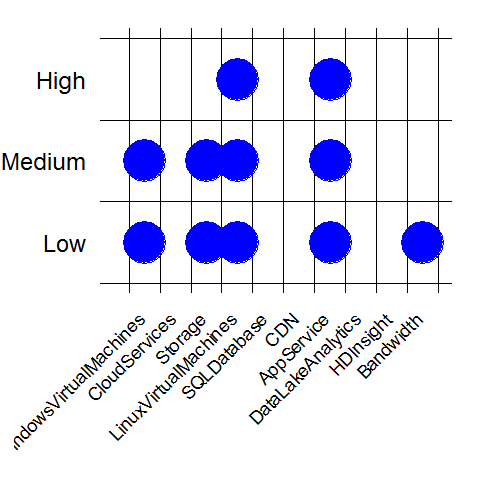 High
Medium
Low
ndowsVirtualMachines
CloudServices
Storage
LinuxVirtualMachines
SQLDatabase
CDN
AppService
DataLakeAnalytics
HDInsight
Bandwidth